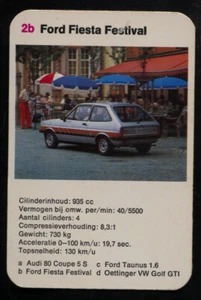 2b Ford Fiesta Festival
Cilinderinhoud: 935 cc
Vermogen bij omw. per/min: 40/5500
Aantal cilinders: 4
Compressieverhouding: 8,3:1
Gewicht: 730 kg
Acceleratie 0–100 km/u: 19,7 sec.
Topsnelheid: 130 km/u
a Audi 80 Coupe 5 S c Ford Taunus 1.6
b Ford Fiesta Festival d Oettinger VW Golf GTI